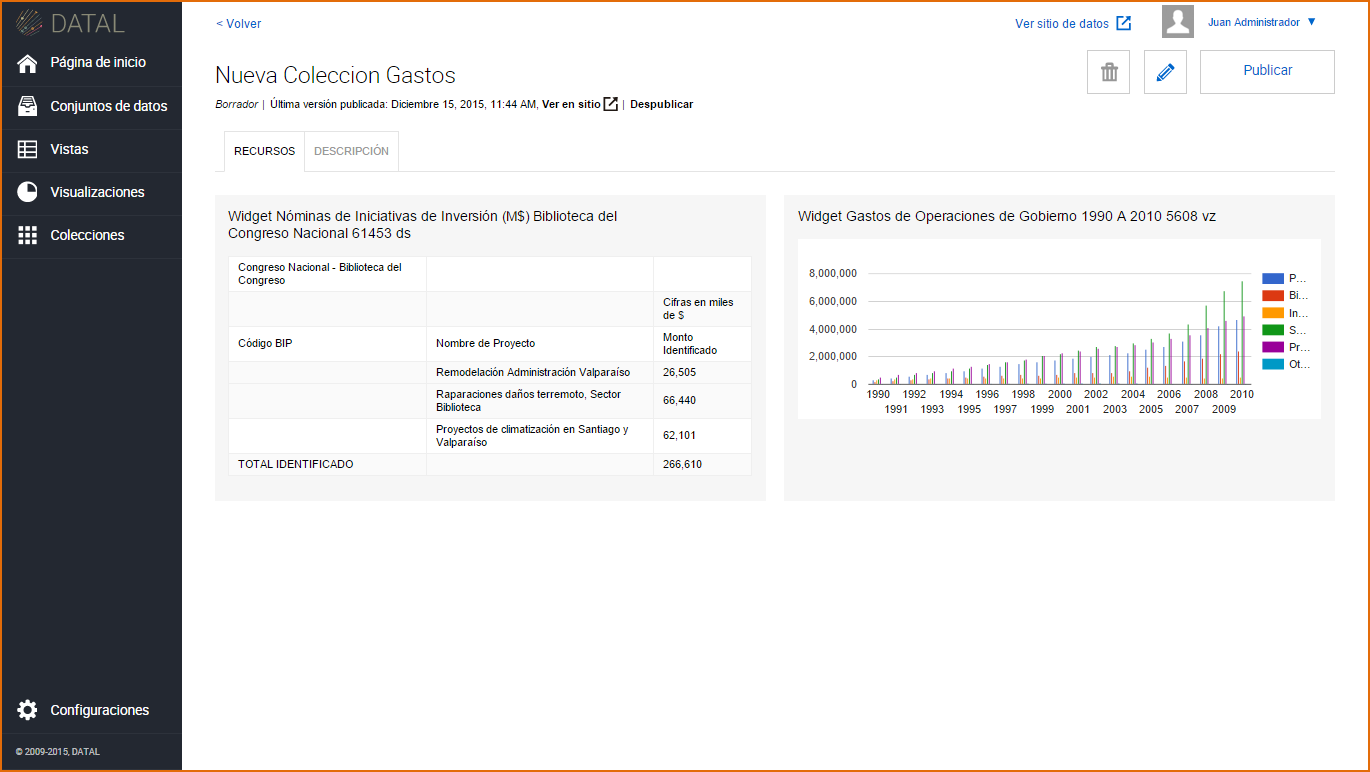 DATAL
Página de inicio
Conjuntos de datos
Vistas
Visualizaciones
Colecciones
Configuraciones
© 2009-2015, DATAL
< Volver
Ver sitio de datos
Juan Administrador ▼
Nueva Coleccion Gastos
Publicar
Borrador | Última versión publicada: Diciembre 15, 2015, 11:44 AM, Ver en sitio | Despublicar
RECURSOS
DESCRIPCIÓN
Widget Nóminas de Iniciativas de Inversión (M$) Biblioteca del
Congreso Nacional 61453 ds
Congreso Nacional - Biblioteca del
Congreso
Cifras en miles
de $
Código BIP
Nombre de Proyecto
Monto
Identificado
Remodelación Administración Valparaíso
26,505
Raparaciones daños terremoto, Sector
Biblioteca
66,440
Proyectos de climatización en Santiago y
Valparaíso
62,101
TOTAL IDENTIFICADO
266,610
Widget Gastos de Operaciones de Gobierno 1990 A 2010 5608 vz
8,000,000
6,000,000
4,000,000
2,000,000
0
1990 1992 1994 1996 1998 2000 2002 2004 2006 2008 2010
1991 1993 1995 1997 1999 2001 2003 2005 2007 2009
P...
Bi...
In...
S...
Pr...
Ot...